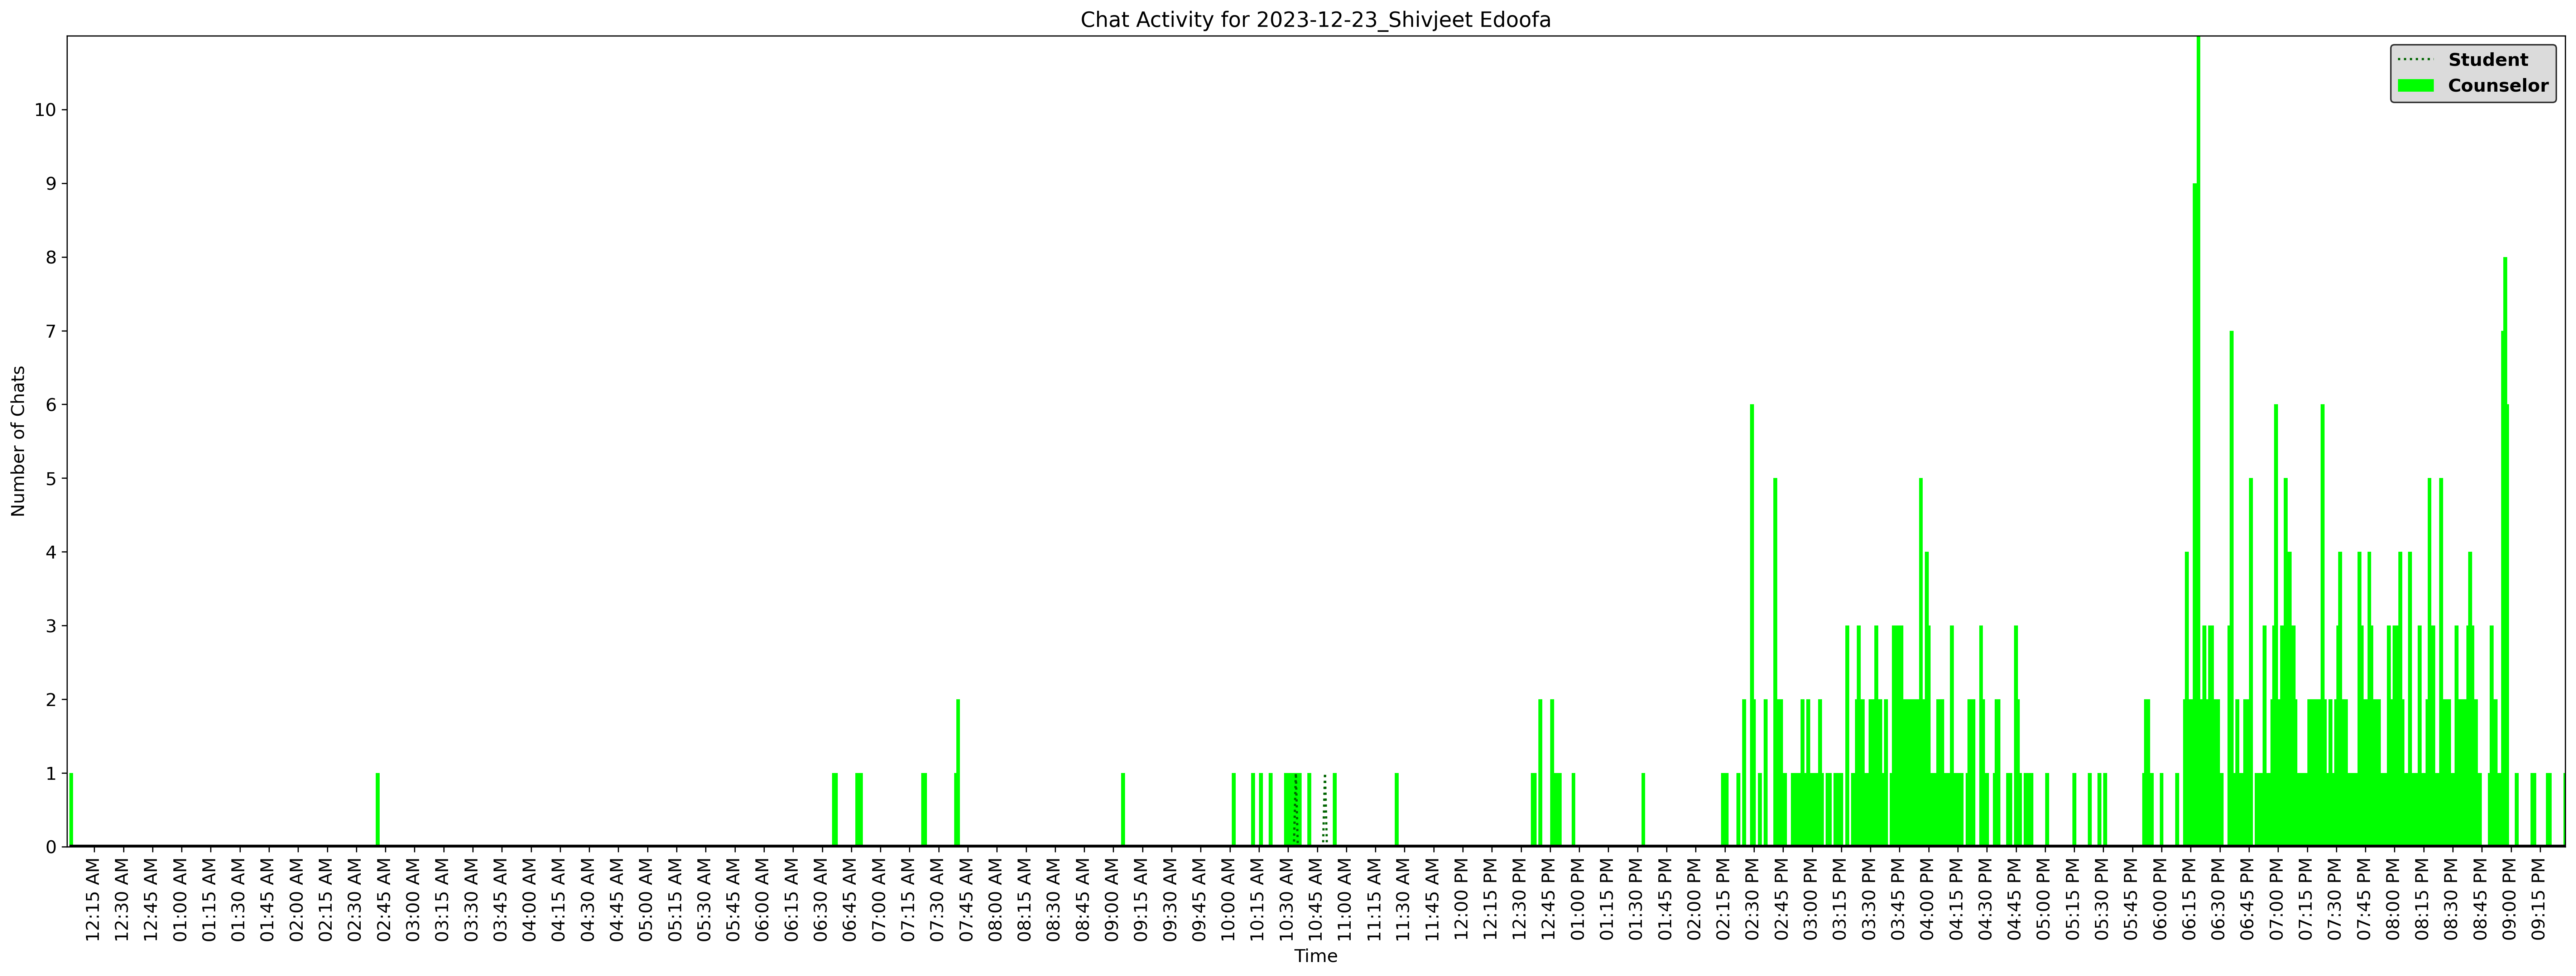 Chat Activity for 2023-12-23_Shivjeet Edoofa
Student
Counselor
Number of Chats
10
9
8
7
6
5
4
3
2
1
0
12:15 AM
12:30 AM
12:45 AM
01:00 AM
01:15 AM
01:30 AM
01:45 AM
02:00 AM
02:15 AM
02:30 AM
02:45 AM
03:00 AM
03:15 AM
03:30 AM
03:45 AM
04:00 AM
04:15 AM
04:30 AM
04:45 AM
05:00 AM
05:15 AM
05:30 AM
05:45 AM
06:00 AM
06:15 AM
06:30 AM
06:45 AM
07:00 AM
07:15 AM
07:30 AM
07:45 AM
08:00 AM
08:15 AM
08:30 AM
08:45 AM
09:00 AM
09:15 AM
09:30 AM
09:45 AM
10:00 AM
10:15 AM
10:30 AM
10:45 AM
11:00 AM
11:15 AM
11:30 AM
11:45 AM
12:00 PM
12:15 PM
12:30 PM
12:45 PM
01:00 PM
01:15 PM
01:30 PM
01:45 PM
02:00 PM
02:15 PM
02:30 PM
02:45 PM
03:00 PM
03:15 PM
03:30 PM
03:45 PM
04:00 PM
04:15 PM
04:30 PM
04:45 PM
05:00 PM
05:15 PM
05:30 PM
05:45 PM
06:00 PM
06:15 PM
06:30 PM
06:45 PM
07:00 PM
07:15 PM
07:30 PM
07:45 PM
08:00 PM
08:15 PM
08:30 PM
08:45 PM
09:00 PM
09:15 PM
Time